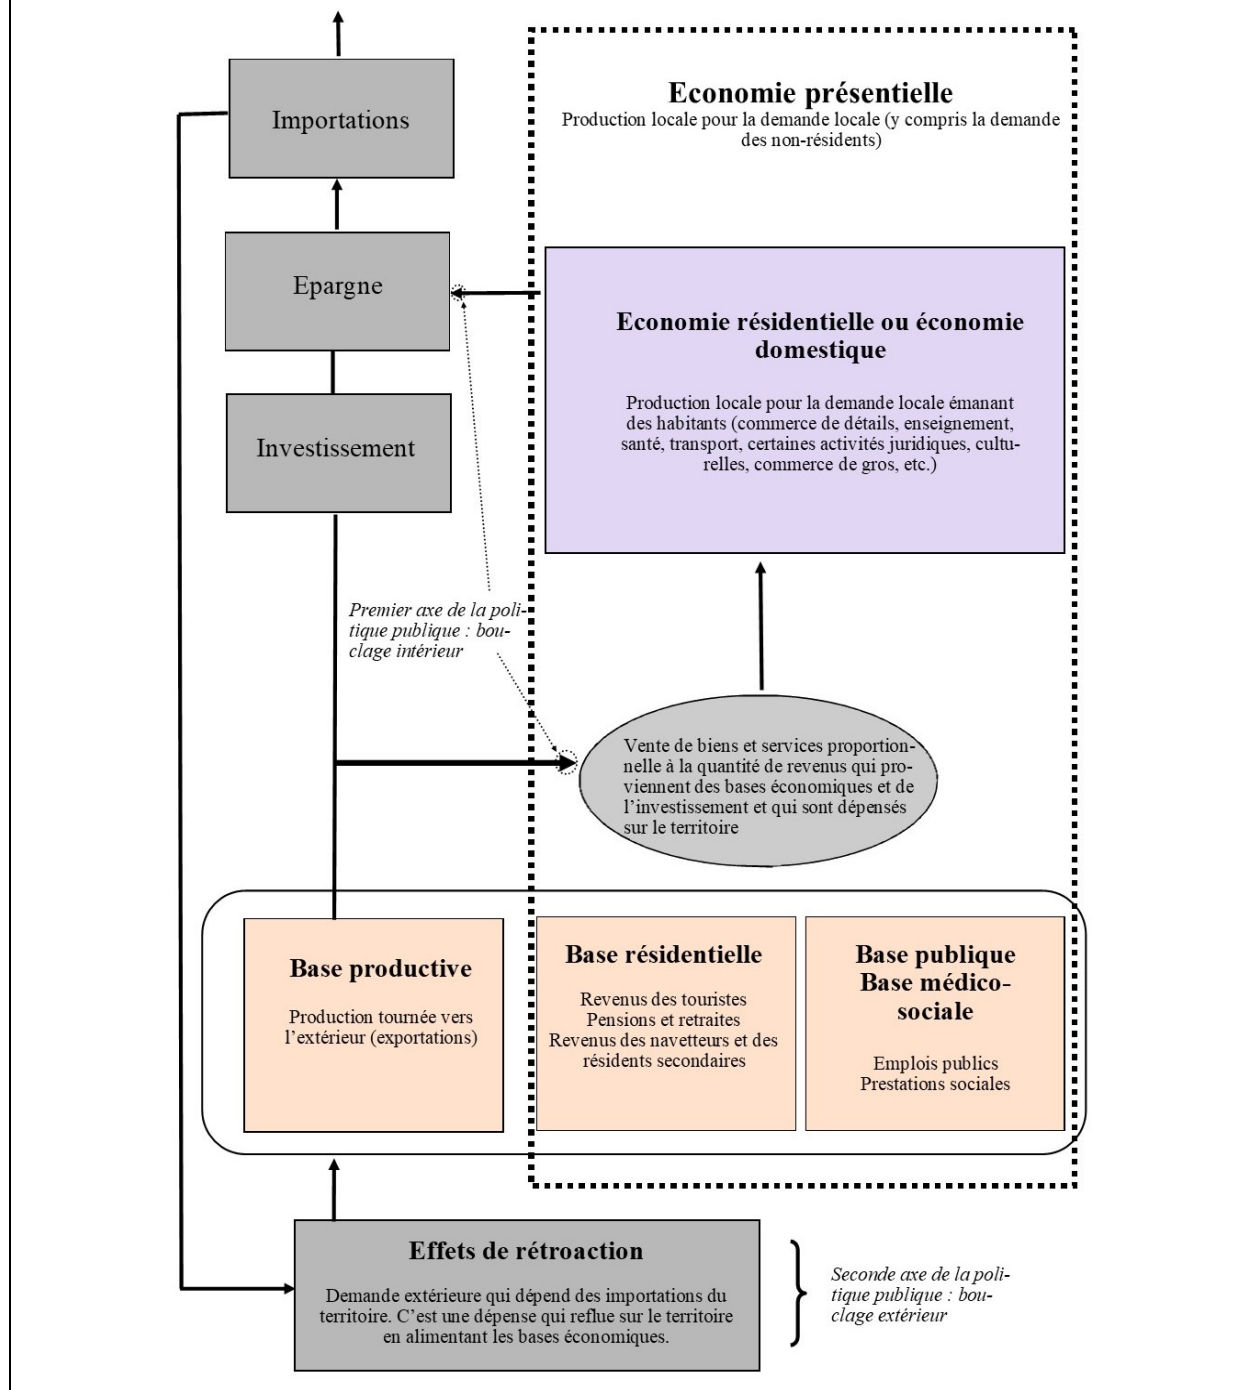 Importations
Economie présentielle
Production locale pour la demande locale (y compris la demande
des non-résidents)
Epargne
Economie résidentielle ou économie
domestique
Production locale pour la demande locale émanant
des habitants (commerce de détails, enseignement,
santé, transport, certaines activités juridiques, cultu-
relles, commerce de gros, etc.)
Investissement
Premier axe de la poli-
tique publique : bou-
clage intérieur
Vente de biens et services proportion-
nelle à la quantité de revenus qui pro-
viennent des bases économiques et de
l’investissement et qui sont dépensés
sur le territoire
Base productive
Production tournée vers
l’extérieur (exportations)
Base résidentielle
Revenus des touristes
Pensions et retraites
Revenus des navetteurs et des
résidents secondaires
Base publique
Base médico-
sociale
Emplois publics
Prestations sociales
Effets de rétroaction
Demande extérieure qui dépend des importations du
territoire. C’est une dépense qui reflue sur le territoire
en alimentant les bases économiques.
Seconde axe de la poli-
tique publique : bou-
clage extérieur